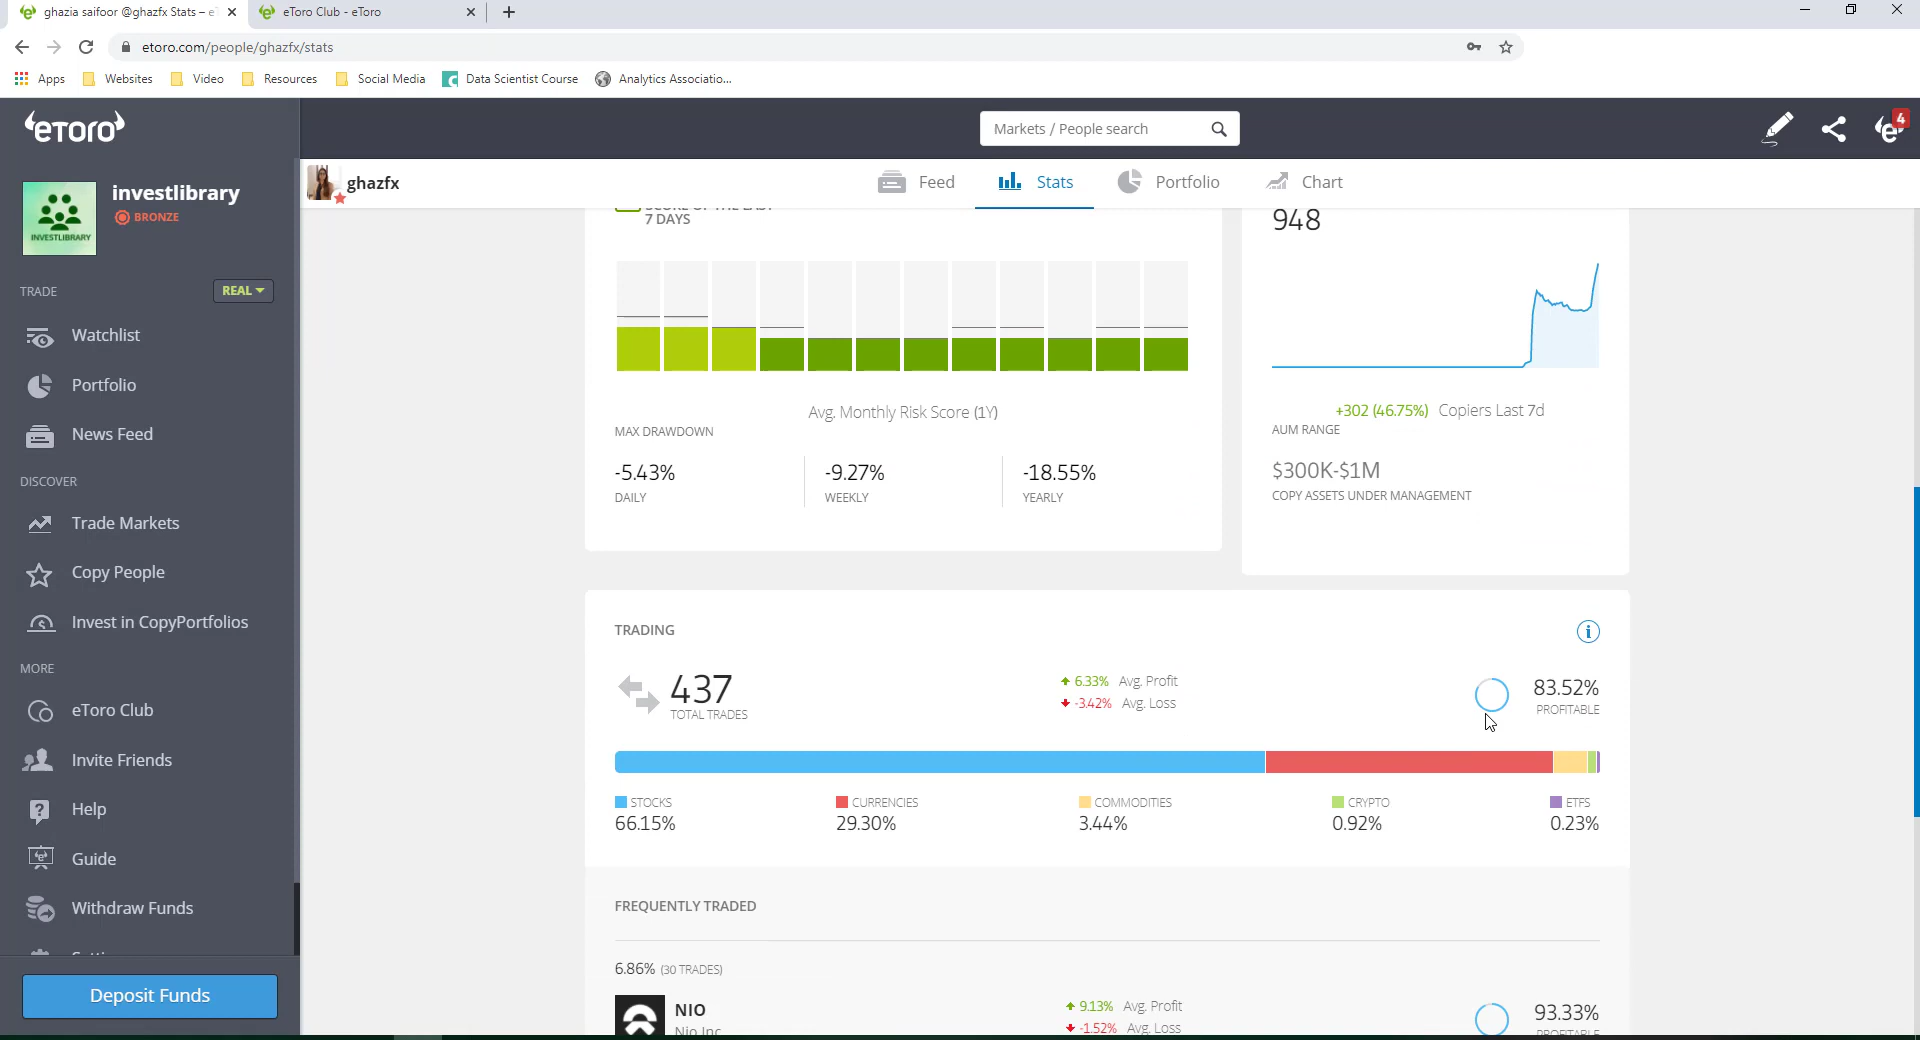 ghazia saifoor @ghazfx Stats – e
eToro Club - eToro
etoro.com/people/ghazfx/stats
Apps
Websites
Video
Resources
Social Media
Data Scientist Course
Analytics Associatio...
eToro
Markets / People search
4
investlibrary
BRONZE
INVESTLIBRARY
ghazfx
Feed
Stats
Portfolio
Chart
TRADE
REAL
Watchlist
Portfolio
News Feed
DISCOVER
Trade Markets
Copy People
Invest in CopyPortfolios
MORE
eToro Club
Invite Friends
Help
Guide
Withdraw Funds
Deposit Funds
SCORE OF THE LAST
7 DAYS
Avg. Monthly Risk Score (1Y)
MAX DRAWDOWN
-5.43%
DAILY
-9.27%
WEEKLY
-18.55%
YEARLY
948
+302 (46.75%) Copiers Last 7d
AUM RANGE
$300K-$1M
COPY ASSETS UNDER MANAGEMENT
TRADING
437
TOTAL TRADES
6.33% Avg. Profit
-3.42% Avg. Loss
83.52%
PROFITABLE
STOCKS
66.15%
CURRENCIES
29.30%
COMMODITIES
3.44%
CRYPTO
0.92%
ETFS
0.23%
FREQUENTLY TRADED
6.86% (30 TRADES)
NIO
Nio Inc
9.13% Avg. Profit
-1.52% Avg. Loss
93.33%
PROFITABLE